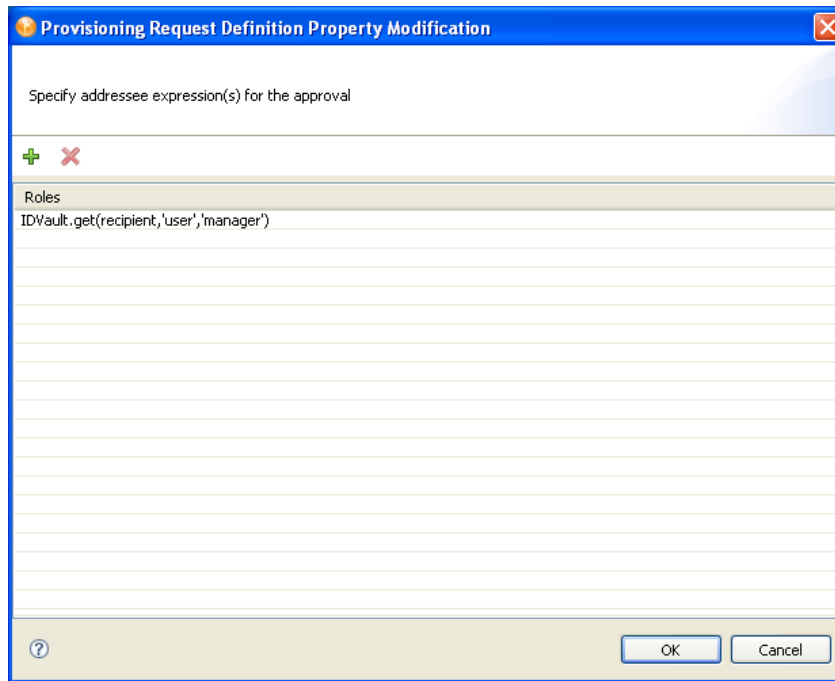 Provisioning Request Definition Property Modification
Specify addressee expression(s) for the approval
Roles
IDVault.get(recipient,'user','manager')
OK
Cancel